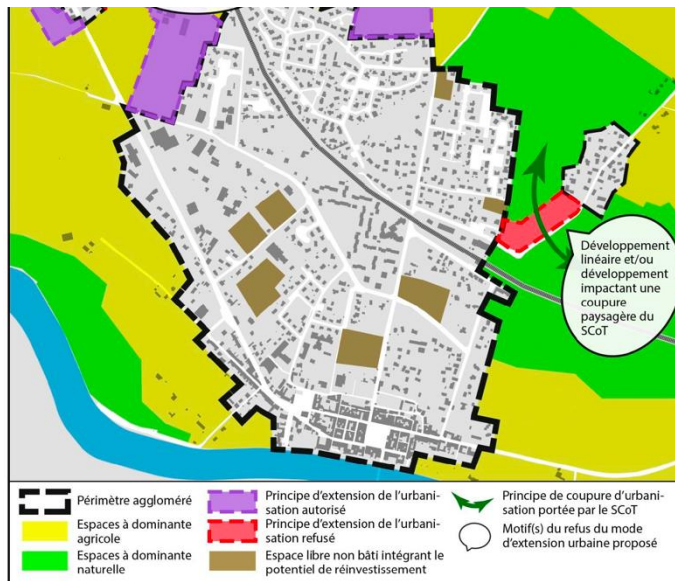 Développement
linéaire et/ou
développement
impactant une
coupure
paysagère du
SCoT
Périmètre aggloméré
Espaces à dominante
agricole
Espaces à dominante
naturelle
Principe d'extension de l'urbani-
sation autorisé
Principe d'extension de l'urbani-
sation refusé
Espace libre non bâti intégrant le
potentiel de réinvestissement
Principe de coupure d'urbani-
sation portée par le SCoT
Motif(s) du refus du mode
d'extension urbaine proposé